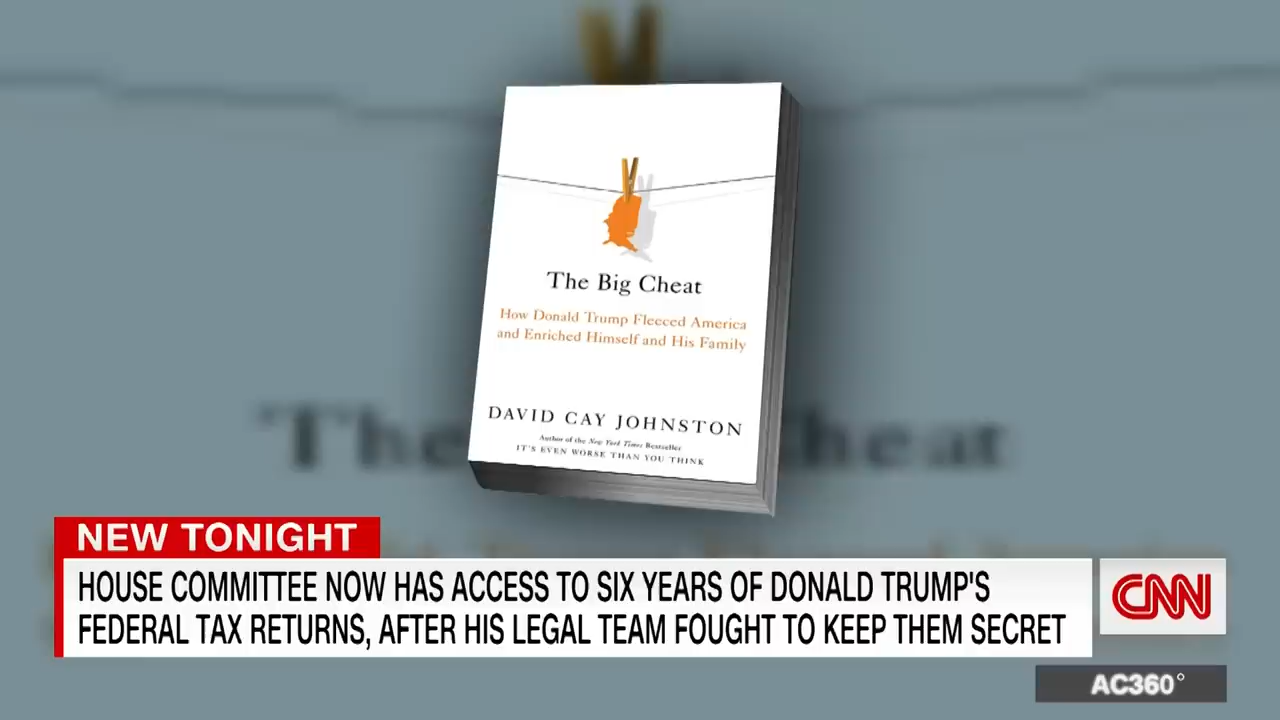 The Big Cheat
How Donald Trump Fleeced America
and Enriched Himself and His Family
DAVID CAY JOHNSTON
Author of the New York Times Bestseller
IT'S EVEN WORSE THAN YOU THINK
The Cheat
NEW TONIGHT
HOUSE COMMITTEE NOW HAS ACCESS TO SIX YEARS OF DONALD TRUMP'S
FEDERAL TAX RETURNS, AFTER HIS LEGAL TEAM FOUGHT TO KEEP THEM SECRET
CNN
AC360°